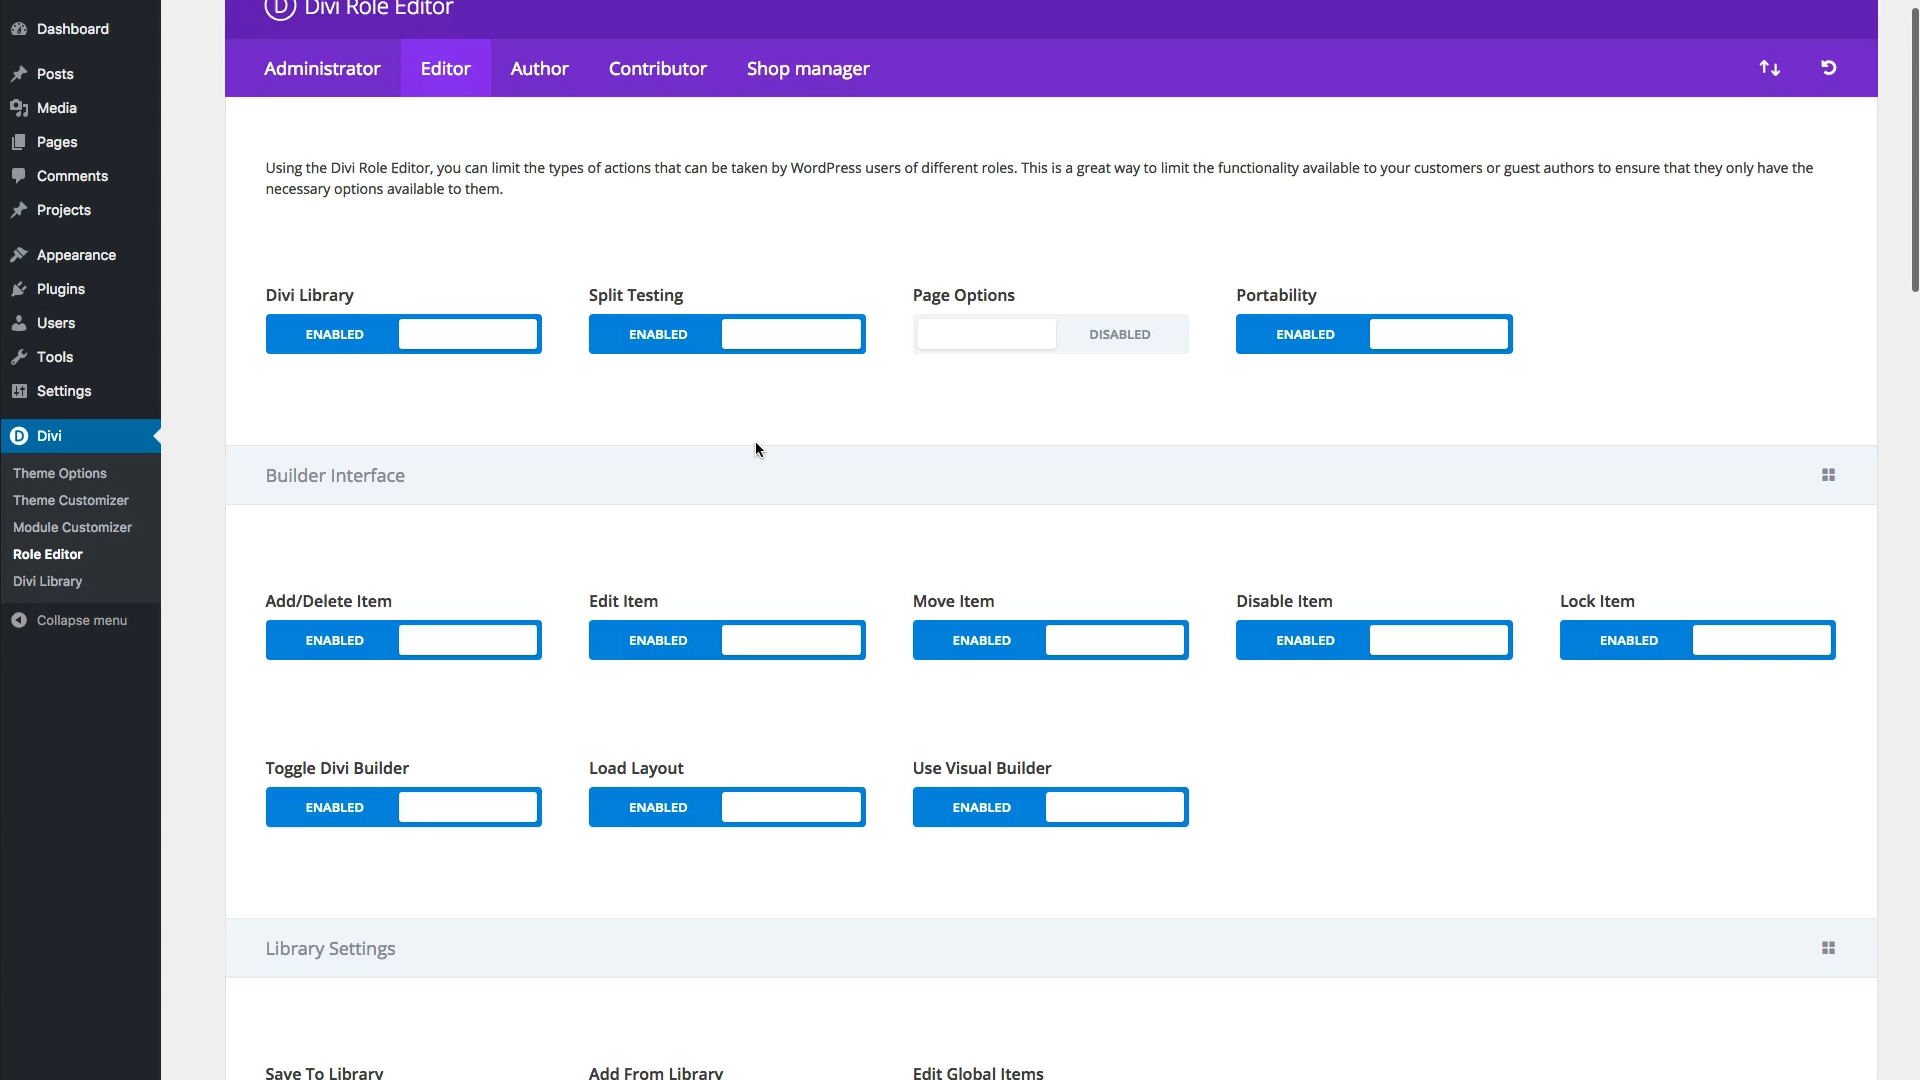 Dashboard
Posts
Media
Pages
Comments
Projects
Appearance
Plugins
Users
Tools
Settings
Divi
Theme Options
Theme Customizer
Module Customizer
Role Editor
Divi Library
Collapse menu
Divi Role Editor
Administrator Editor Author Contributor Shop manager
Using the Divi Role Editor, you can limit the types of actions that can be taken by WordPress users of different roles. This is a great way to limit the functionality available to your customers or guest authors to ensure that they only have the
necessary options available to them.
Divi Library Split Testing Page Options Portability
ENABLED ENABLED DISABLED ENABLED
Builder Interface
Add/Delete Item Edit Item Move Item Disable Item Lock Item
ENABLED ENABLED ENABLED ENABLED ENABLED
Toggle Divi Builder Load Layout Use Visual Builder
ENABLED ENABLED ENABLED
Library Settings
Save To Library Add From Library Edit Global Items